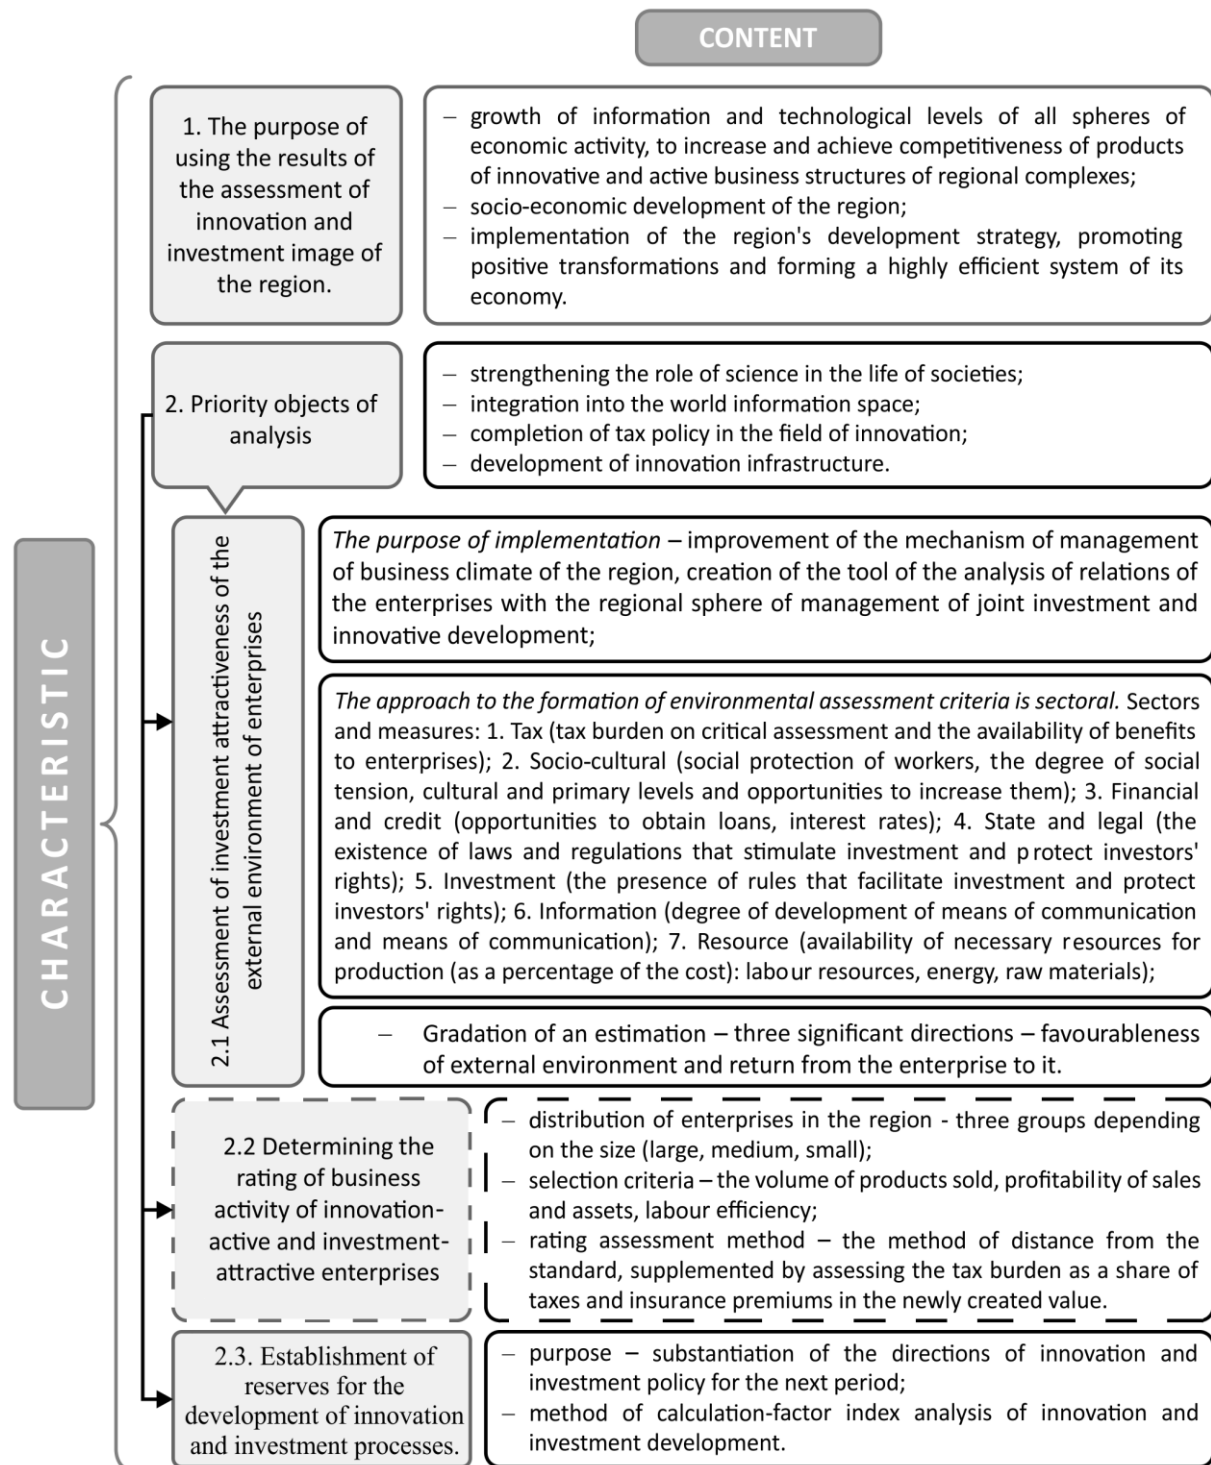 CONTENT
CHARACTERISTIC
1. The purpose of
using the results of
the assessment of
innovation and
investment image of
the region.
– growth of information and technological levels of all spheres of
economic activity, to increase and achieve competitiveness of products
of innovative and active business structures of regional complexes;
– socio-economic development of the region;
– implementation of the region's development strategy, promoting
positive transformations and forming a highly efficient system of its
economy.
2. Priority objects of
analysis
– strengthening the role of science in the life of societies;
– integration into the world information space;
– completion of tax policy in the field of innovation;
– development of innovation infrastructure.
2.1 Assessment of investment attractiveness of the
external environment of enterprises
The purpose of implementation – improvement of the mechanism of management
of business climate of the region, creation of the tool of the analysis of relations of
the enterprises with the regional sphere of management of joint investment and
innovative development;
The approach to the formation of environmental assessment criteria is sectoral. Sectors
and measures: 1. Tax (tax burden on critical assessment and the availability of benefits
to enterprises); 2. Socio-cultural (social protection of workers, the degree of social
tension, cultural and primary levels and opportunities to increase them); 3. Financial
and credit (opportunities to obtain loans, interest rates); 4. State and legal (the
existence of laws and regulations that stimulate investment and protect investors'
rights); 5. Investment (the presence of rules that facilitate investment and protect
investors' rights); 6. Information (degree of development of means of communication
and means of communication); 7. Resource (availability of necessary resources for
production (as a percentage of the cost): labour resources, energy, raw materials);
– Gradation of an estimation – three significant directions – favourableness
of external environment and return from the enterprise to it.
2.2 Determining the
rating of business
activity of innovation-
active and investment-
attractive enterprises
– distribution of enterprises in the region - three groups depending
on the size (large, medium, small);
– selection criteria – the volume of products sold, profitability of sales
and assets, labour efficiency;
– rating assessment method – the method of distance from the
standard, supplemented by assessing the tax burden as a share of
taxes and insurance premiums in the newly created value.
2.3. Establishment of
reserves for the
development of innovation
and investment processes.
– purpose – substantiation of the directions of innovation and
investment policy for the next period;
– method of calculation-factor index analysis of innovation and
investment development.